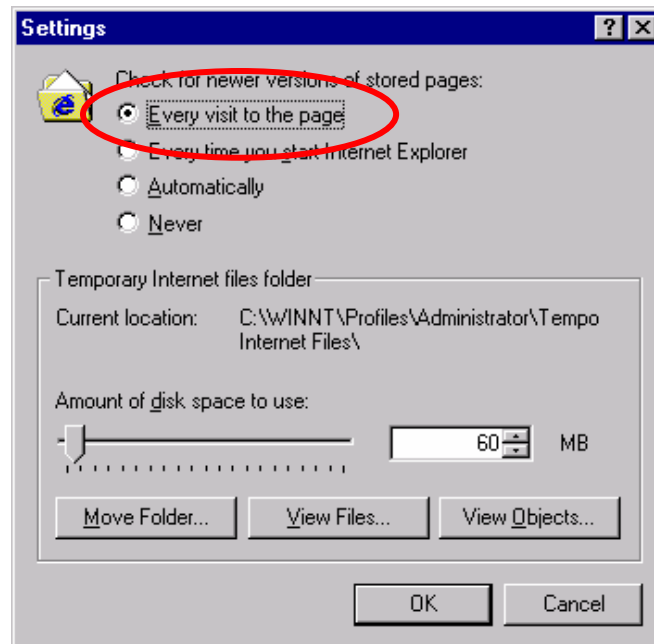 Settings
Check for newer versions of stored pages:
Every visit to the page
Every time you start Internet Explorer
Automatically
Never
Temporary Internet files folder
Current location: C:\WINNT\Profiles\Administrator\Tempo
Internet Files\
Amount of disk space to use:
60 MB
Move Folder... View Files... View Objects...
OK Cancel